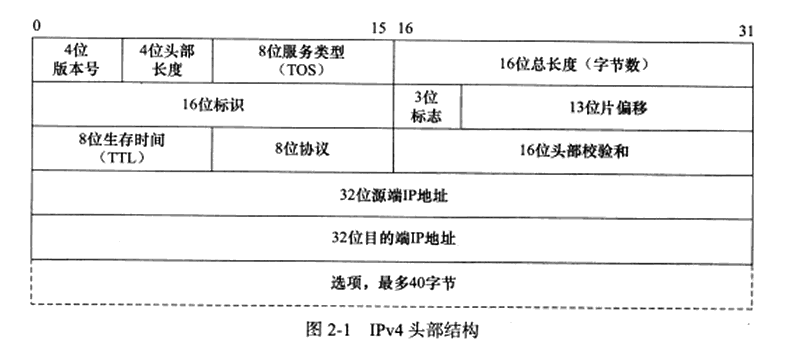 0 15 16 31
4位
版本号
4位头部
长度
8位服务类型
(TOS)
16位总长度（字节数）
16位标识
3位
标志
13位片偏移
8位生存时间
(TTL)
8位协议
16位头部校验和
32位源端IP地址
32位目的端IP地址
选项，最多40字节
图 2-1 IPv4 头部结构